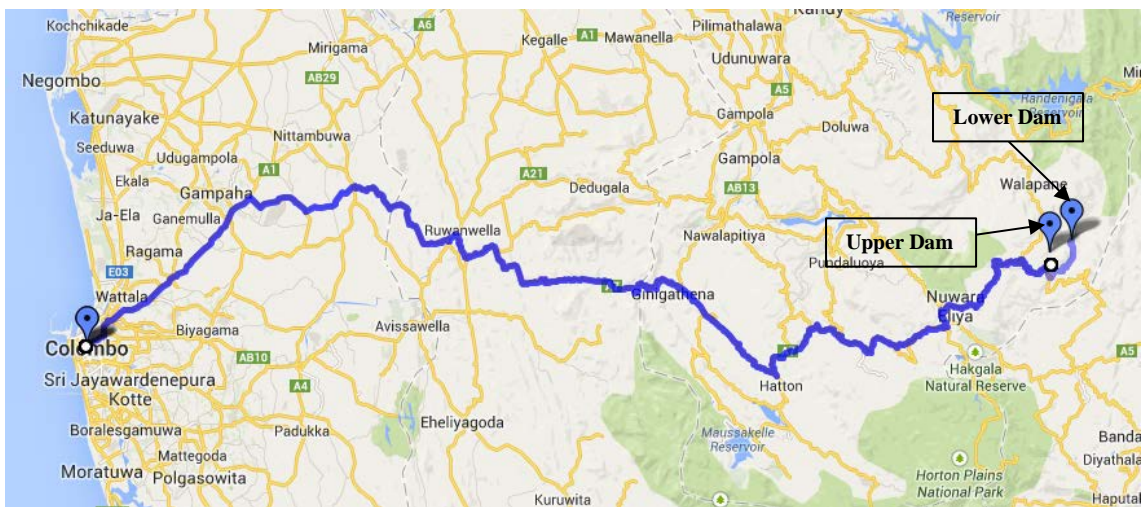 Kochchikade
A6
Kegalle
A1
Mawanella
Pilimathalawa
Kandy
Reservoir
Mirigama
Udunuwara
Negombo
AB29
A5
Randenigala
Reservoir
Lower Dam
Katunayake
Nittambuwa
Gampola
Doluwa
Seeduwa
Udugampola
A1
A21
Gampola
Walapane
Ekala
Gampaha
Dedugala
AB13
Ja-Ela
Ganemulla
Ruwanwella
Nawalapitiya
Upper Dam
Ragama
Pundaluoya
E03
A7
Ginigathena
Nuwara
Eliya
Wattala
Biyagama
Avissawella
Colombo
AB10
A7
A5
Hakgala
Natural Reserve
Sri Jayawardenepura
Kotte
A4
Hatton
Boralesgamuwa
Padukka
Eheliyagoda
Maussakelle
Reservoir
Banda
Mattegoda
Diyathala
Moratuwa
Polgasowita
Horton Plains
National Park
Haputal
Kuruwita